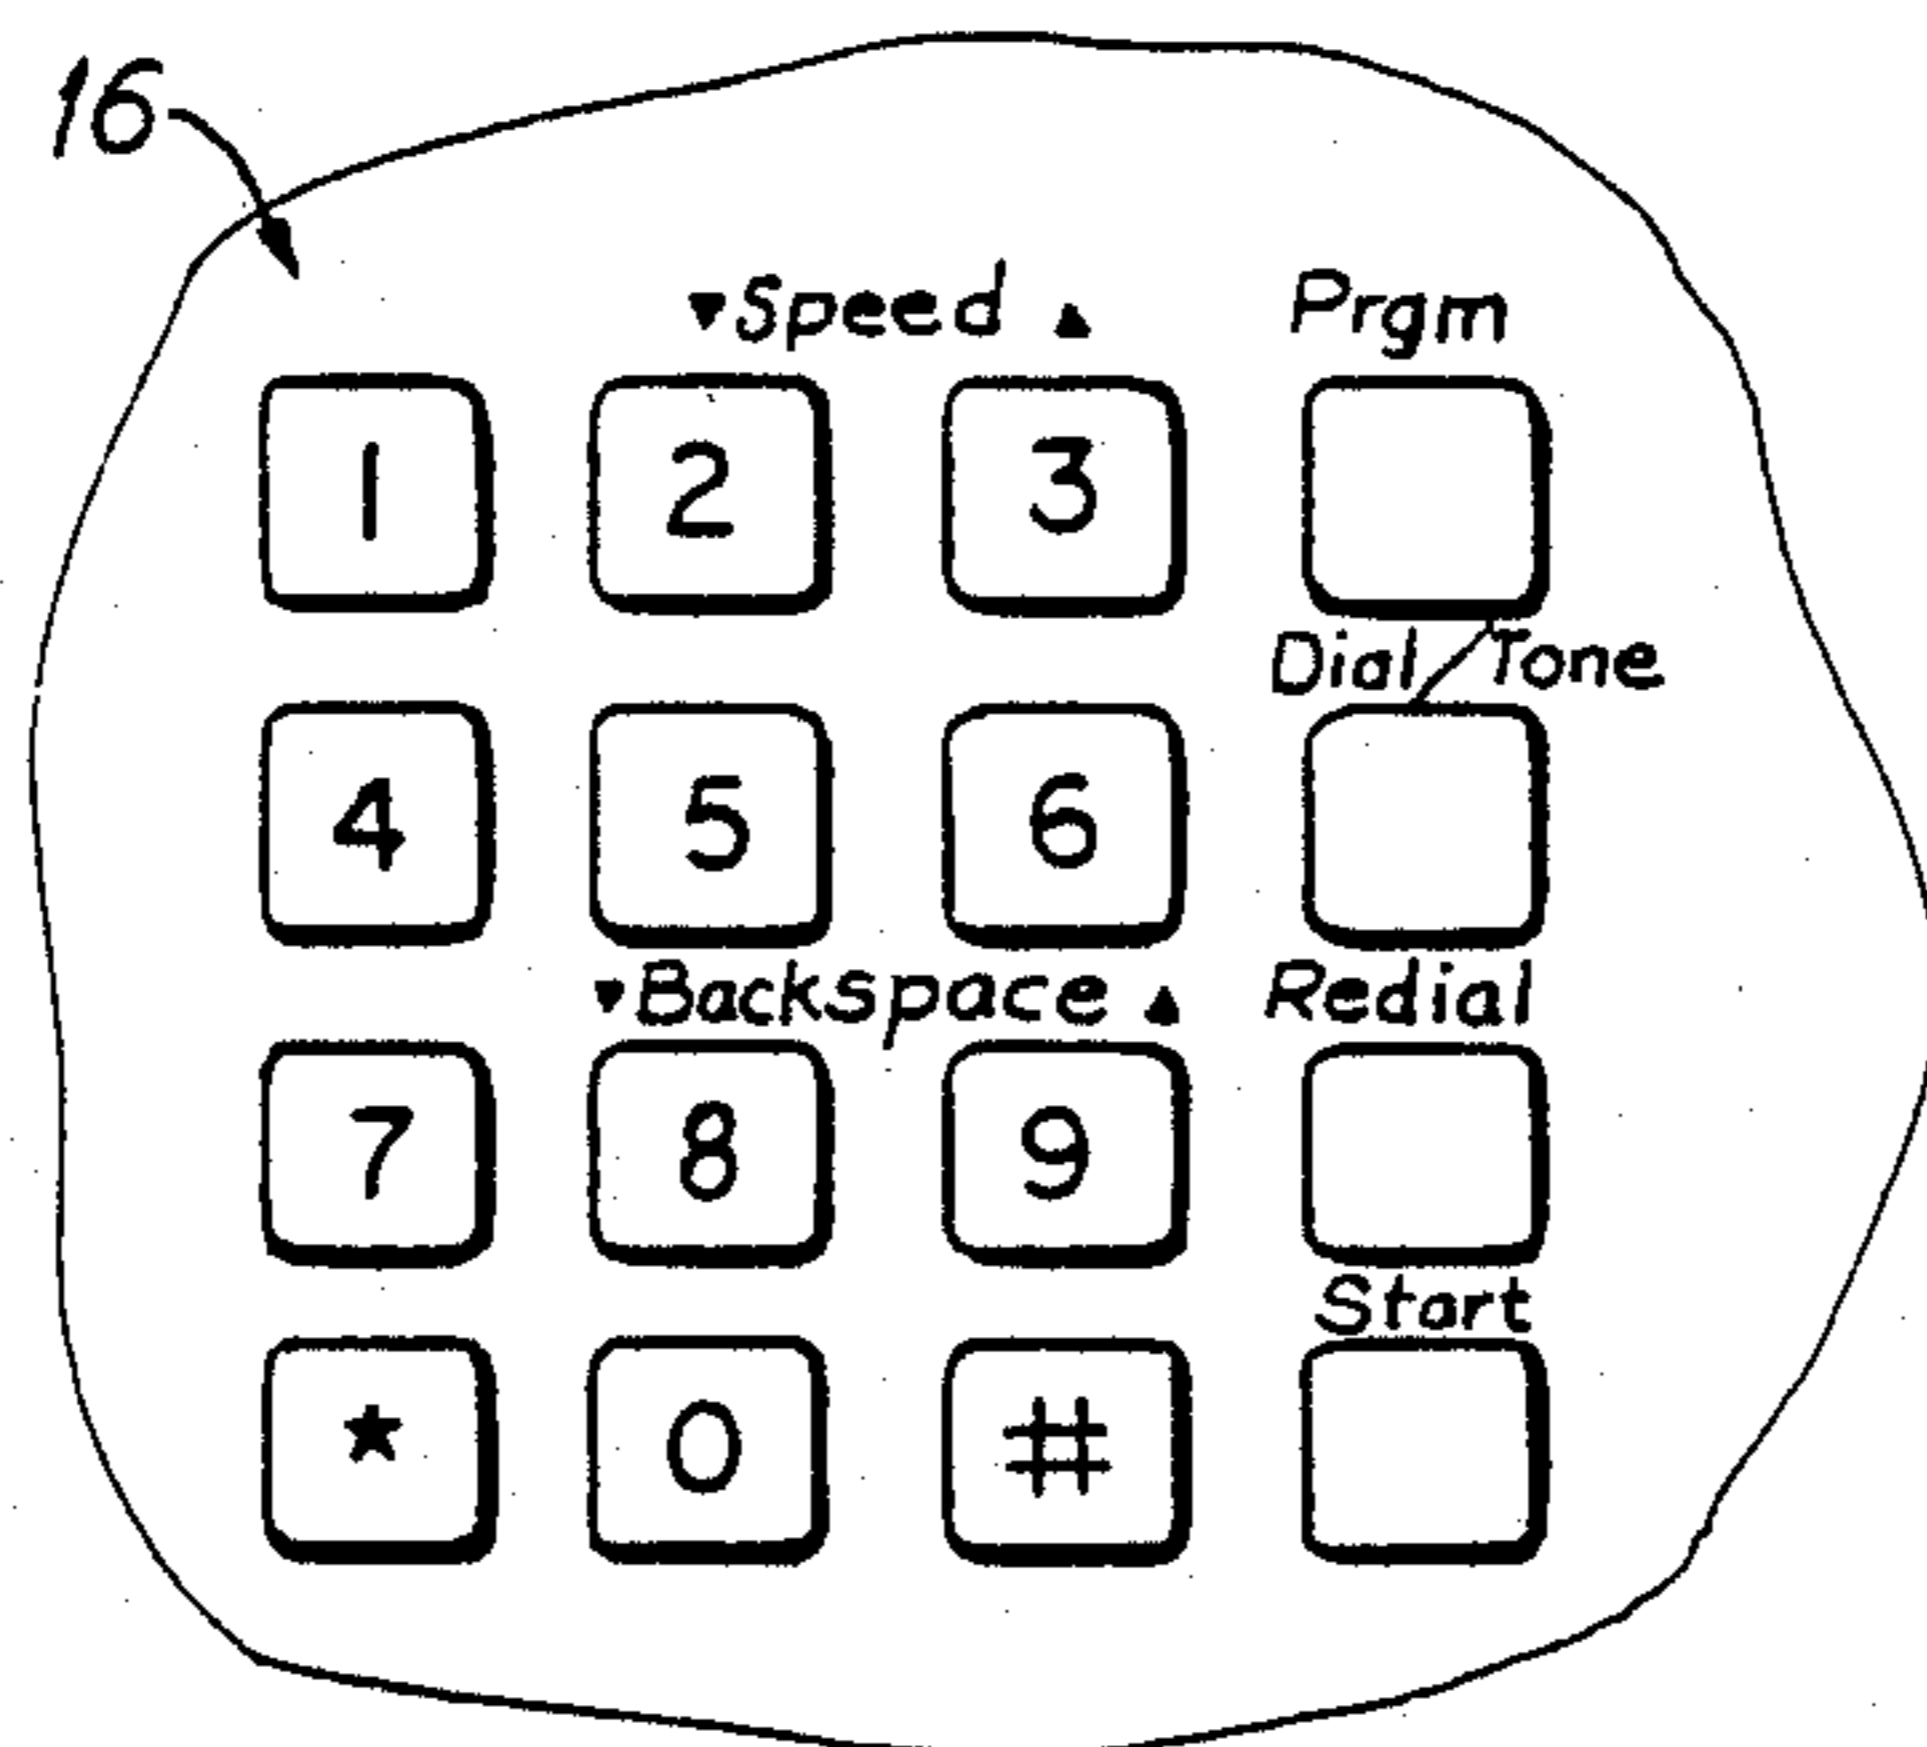 16
▼Speed ▲ Prgm
1 2 3
Dial/Tone
4 5 6
▼Backspace ▲ Redial
7 8 9
Start
* 0 #